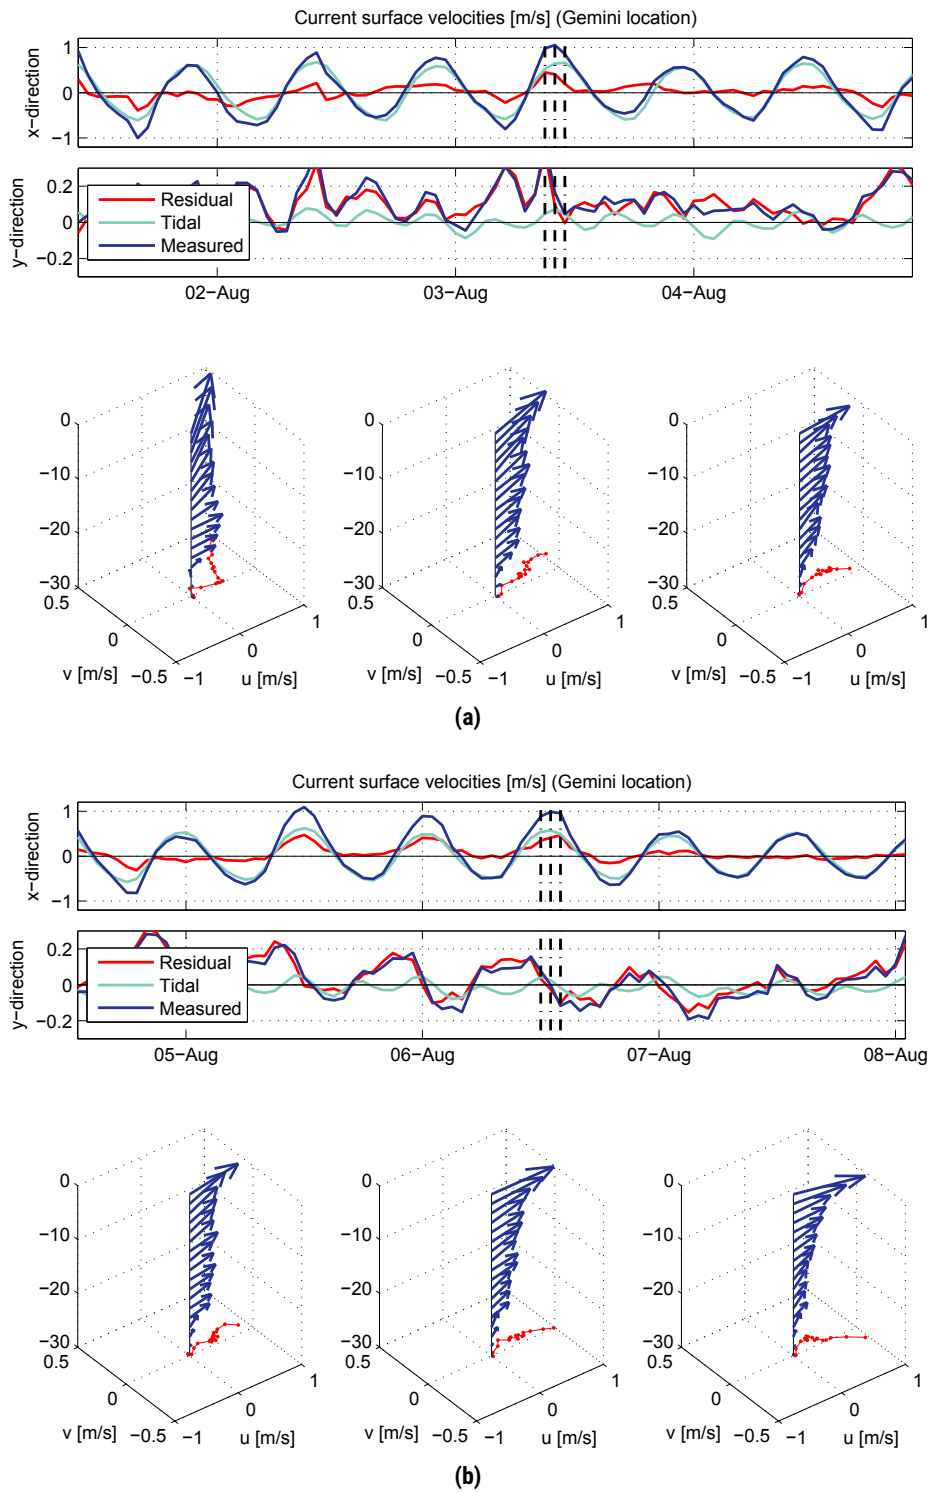 Current surface velocities [m/s] (Gemini location)
x-direction
1
0
−1
y-direction
0.2
0
−0.2
Residual
Tidal
Measured
02-Aug
03-Aug
04-Aug
0
−10
−20
−30
0.5
0
−0.5
v [m/s]
−1
0
1
u [m/s]
0
−10
−20
−30
0.5
0
−0.5
v [m/s]
−1
0
1
u [m/s]
0
−10
−20
−30
0.5
0
−0.5
v [m/s]
−1
0
1
u [m/s]
(a)
Current surface velocities [m/s] (Gemini location)
x-direction
1
0
−1
y-direction
0.2
0
−0.2
Residual
Tidal
Measured
05-Aug
06-Aug
07-Aug
08-Aug
0
−10
−20
−30
0.5
0
−0.5
v [m/s]
−1
0
1
u [m/s]
0
−10
−20
−30
0.5
0
−0.5
v [m/s]
−1
0
1
u [m/s]
0
−10
−20
−30
0.5
0
−0.5
v [m/s]
−1
0
1
u [m/s]
(b)